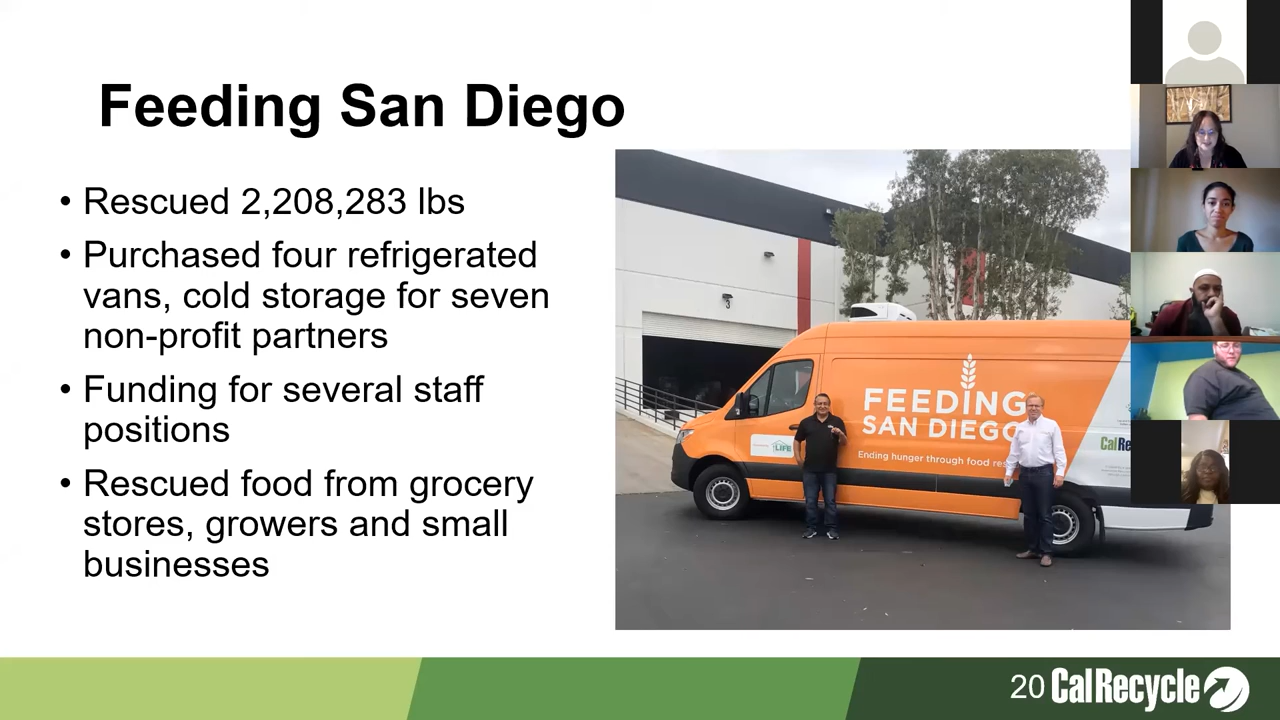 Feeding San Diego
• Rescued 2,208,283 lbs
• Purchased four refrigerated
vans, cold storage for seven
non-profit partners
• Funding for several staff
positions
• Rescued food from grocery
stores, growers and small
businesses
FEEDING
SAN DIEGO
Ending hunger through food
LIFE
20 CalRecycle